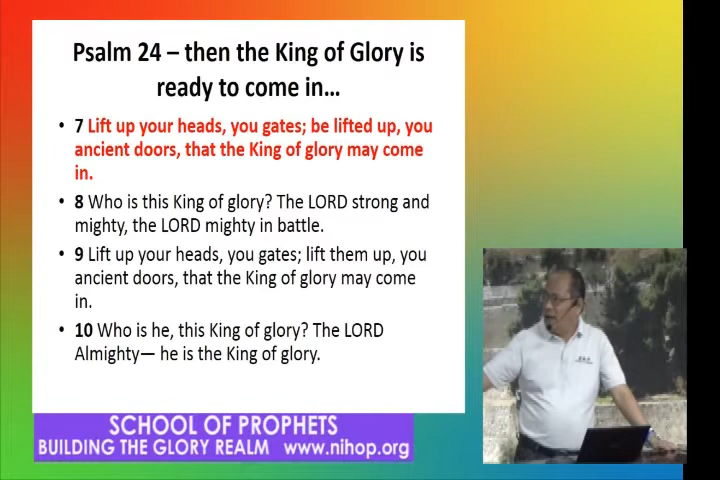 Psalm 24 – then the King of Glory is
ready to come in...
• 7 Lift up your heads, you gates; be lifted up, you
ancient doors, that the King of glory may come
in.
• 8 Who is this King of glory? The LORD strong and
mighty, the LORD mighty in battle.
• 9 Lift up your heads, you gates; lift them up, you
ancient doors, that the King of glory may come
in.
• 10 Who is he, this King of glory? The LORD
Almighty— he is the King of glory.
SCHOOL OF PROPHETS
BUILDING THE GLORY REALM www.nihop.org